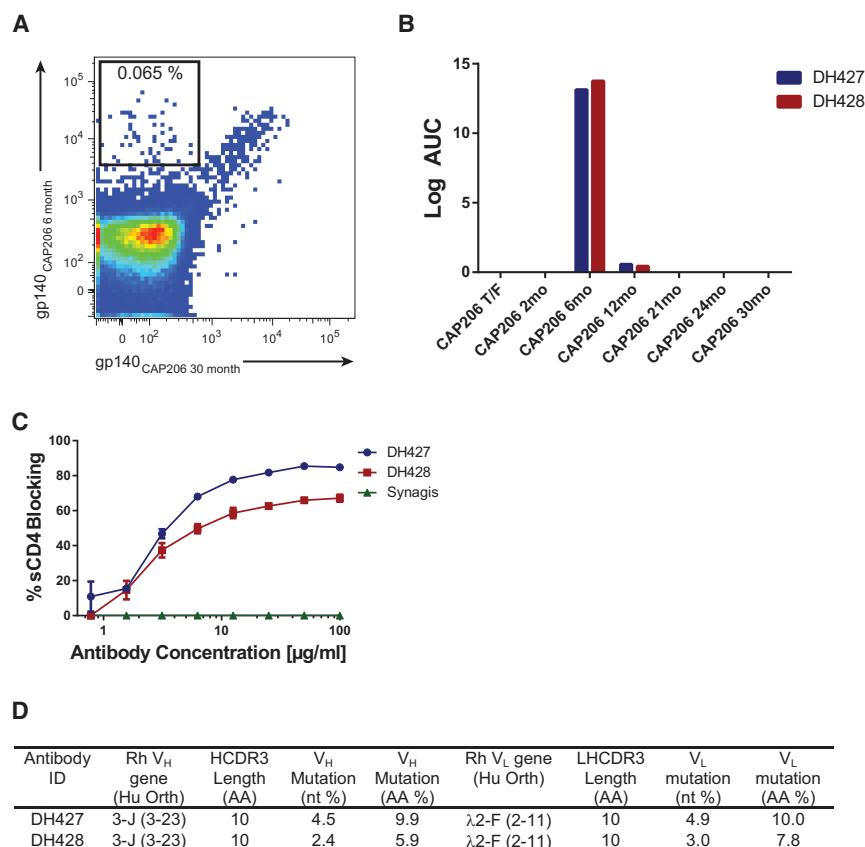 A
0.065 %
10⁵
10⁴
10³
10²
0
gp140CAP206 6 month
0
10²
10³
10⁴
10⁵
gp140CAP206 30 month
B
15
10
5
0
Log AUC
DH427
DH428
CAP206 T/F
CAP206 2mo
CAP206 6mo
CAP206 12mo
CAP206 21mo
CAP206 24mo
CAP206 30mo
C
100
80
60
40
20
0
% sCD4 Blocking
1
10
100
Antibody Concentration [µg/ml]
DH427
DH428
Synagis
D
Antibody ID Rh VH gene (Hu Orth) HCDR3 Length (AA) VH Mutation (nt %) VH Mutation (AA %) Rh VL gene (Hu Orth) LHCDR3 Length (AA) VL mutation (nt %) VL mutation (AA %)
DH427 3-J (3-23) 10 4.5 9.9 λ2-F (2-11) 10 4.9 10.0
DH428 3-J (3-23) 10 2.4 5.9 λ2-F (2-11) 10 3.0 7.8